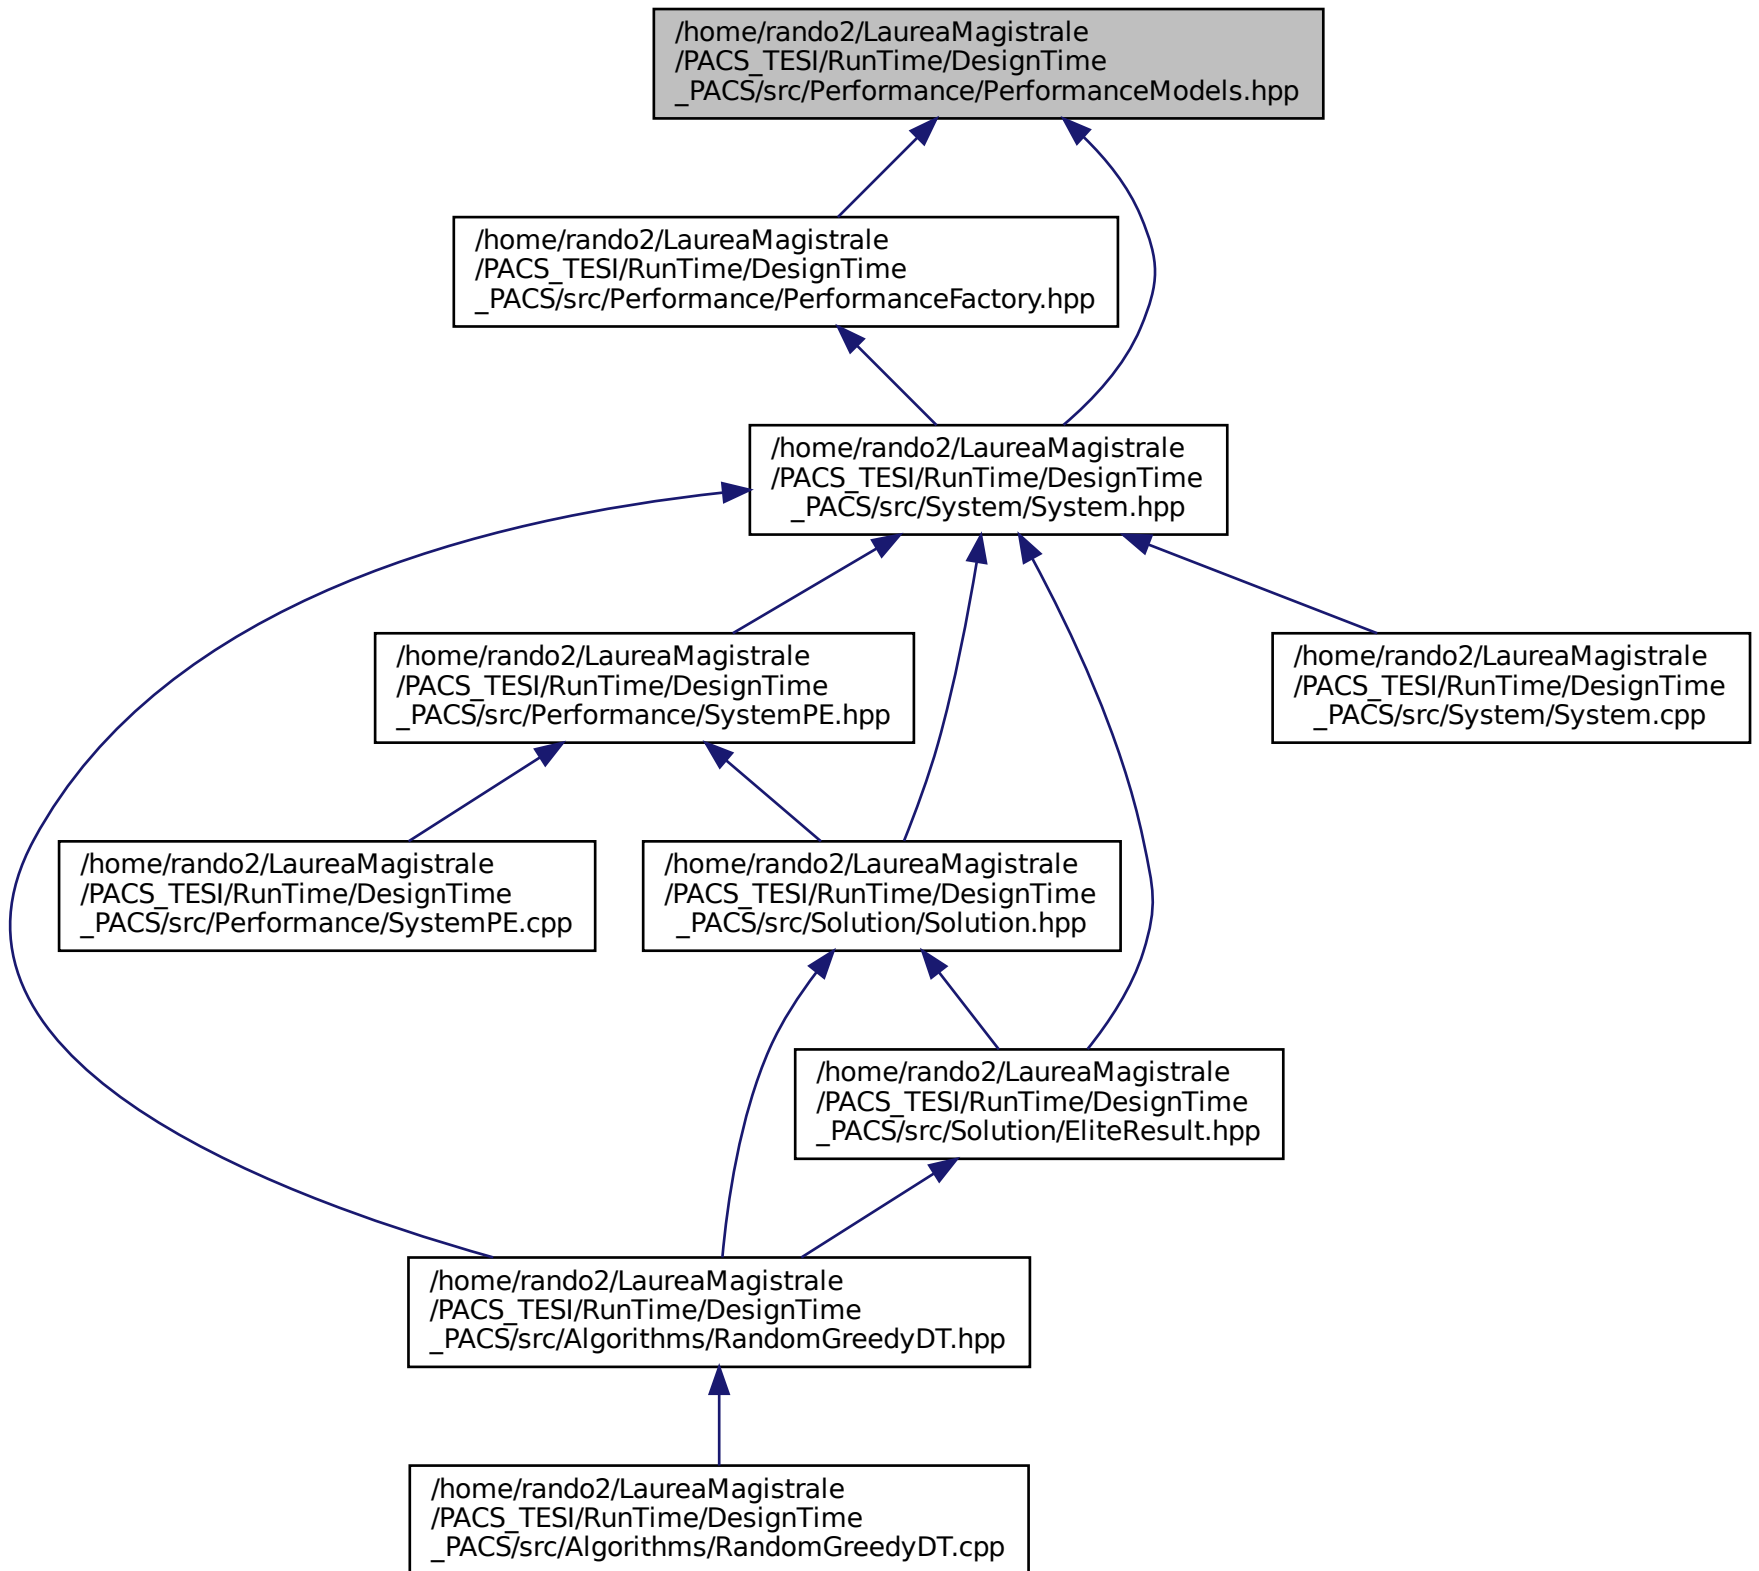 /home/rando2/LaureaMagistrale
/PACS_TESI/RunTime/DesignTime
_PACS/src/Performance/PerformanceModels.hpp
/home/rando2/LaureaMagistrale
/PACS_TESI/RunTime/DesignTime
_PACS/src/Performance/PerformanceFactory.hpp
/home/rando2/LaureaMagistrale
/PACS_TESI/RunTime/DesignTime
_PACS/src/System/System.hpp
/home/rando2/LaureaMagistrale
/PACS_TESI/RunTime/DesignTime
_PACS/src/Performance/SystemPE.hpp
/home/rando2/LaureaMagistrale
/PACS_TESI/RunTime/DesignTime
_PACS/src/System/System.cpp
/home/rando2/LaureaMagistrale
/PACS_TESI/RunTime/DesignTime
_PACS/src/Performance/SystemPE.cpp
/home/rando2/LaureaMagistrale
/PACS_TESI/RunTime/DesignTime
_PACS/src/Solution/Solution.hpp
/home/rando2/LaureaMagistrale
/PACS_TESI/RunTime/DesignTime
_PACS/src/Solution/EliteResult.hpp
/home/rando2/LaureaMagistrale
/PACS_TESI/RunTime/DesignTime
_PACS/src/Algorithms/RandomGreedyDT.hpp
/home/rando2/LaureaMagistrale
/PACS_TESI/RunTime/DesignTime
_PACS/src/Algorithms/RandomGreedyDT.cpp